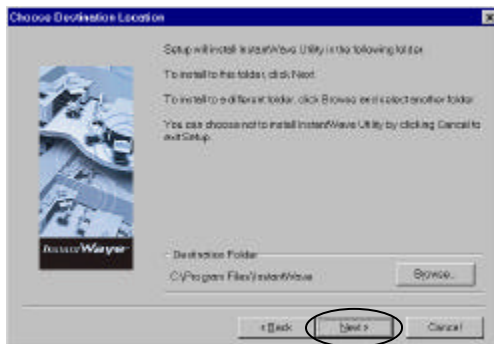 Choose Destination Location
Setup will install InstantWave Utility in the following folder.
To install to this folder, click Next.
To install to a different folder, click Browse and select another folder.
You can choose not to install InstantWave Utility by clicking Cancel to
exit Setup.
InstantWave
Destination Folder
C:\Program Files\InstantWave
Browse...
< Back
Next >
Cancel